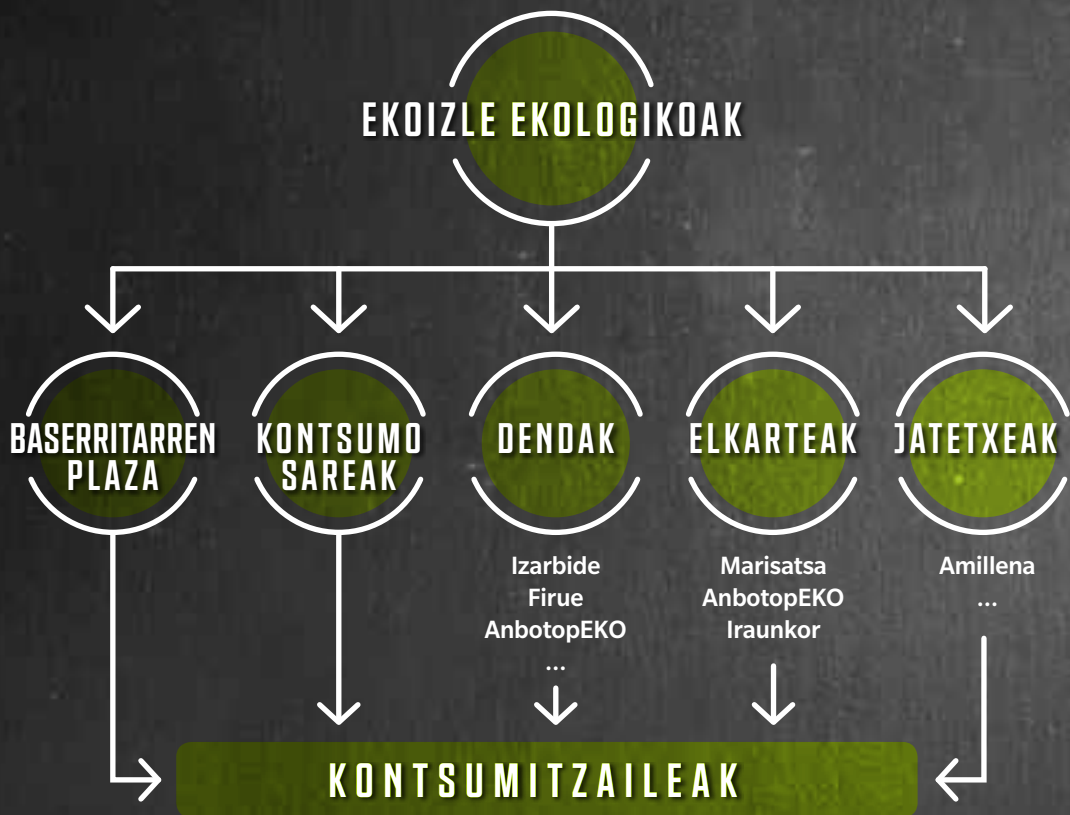 EKOIZLE EKOLOGIKOAK
BASERRITARREN
PLAZA
KONTSUMO
SAREAK
DENDAK
ELKARTEAK
JATETXEAK
Izarbide
Firue
AnbotopEKO
...
Marisatsa
AnbotopEKO
Iraunkor
Amillena
...
KONTSUMITZAILEAK